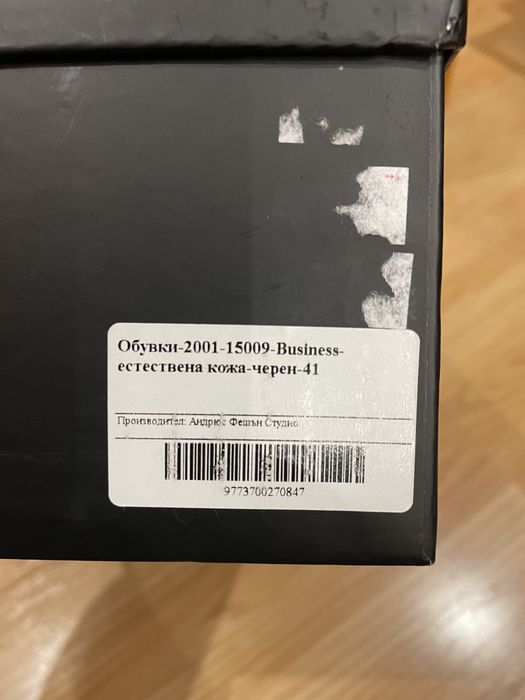 Обувки-2001-15009-Business-
естествена кожа-черен-41
Производител: Андрюс Фешън Студио
9773700270847